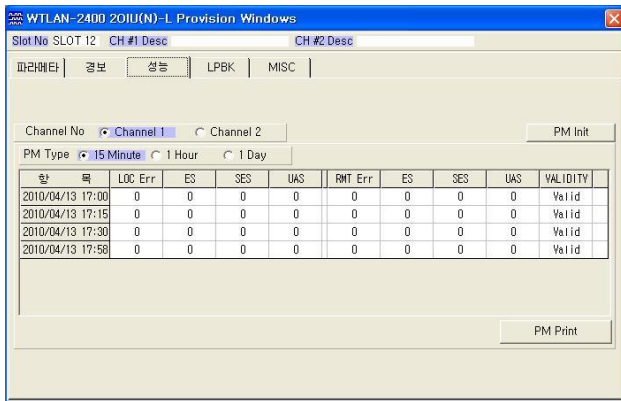 WTLAN-2400 2OIU(N)-L Provision Windows
Slot No SLOT 12 CH #1 Desc CH #2 Desc
파라메타 경보 성능 LPBK MISC
Channel No Channel 1 Channel 2 PM Init
PM Type 15 Minute 1 Hour 1 Day
항 목 LOC Err ES SES UAS RMT Err ES SES UAS VALIDITY
2010/04/13 17:00 0 0 0 0 0 0 0 0 Valid
2010/04/13 17:15 0 0 0 0 0 0 0 0 Valid
2010/04/13 17:30 0 0 0 0 0 0 0 0 Valid
2010/04/13 17:58 0 0 0 0 0 0 0 0 Valid
PM Print